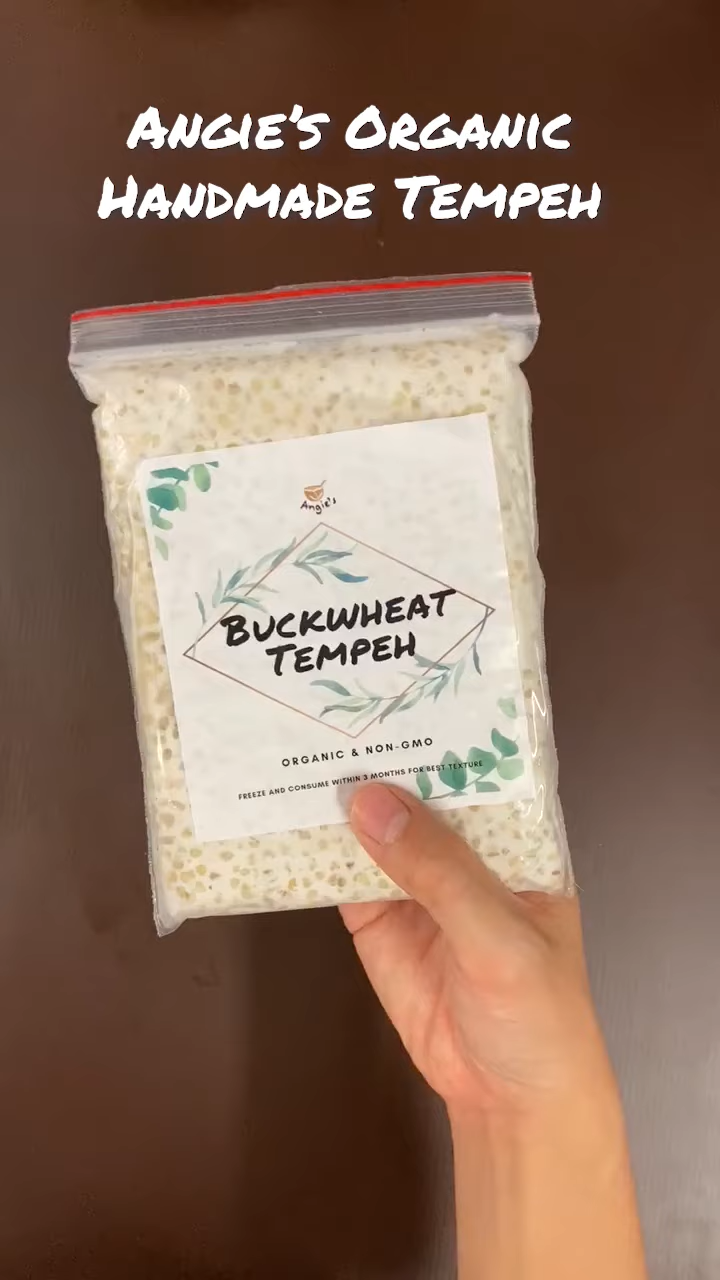 Angie's Organic
Handmade Tempeh
Angie's
Buckwheat
Tempeh
ORGANIC & NON-GMO
FREEZE AND CONSUME WITHIN 3 MONTHS FOR BEST TEXTURE